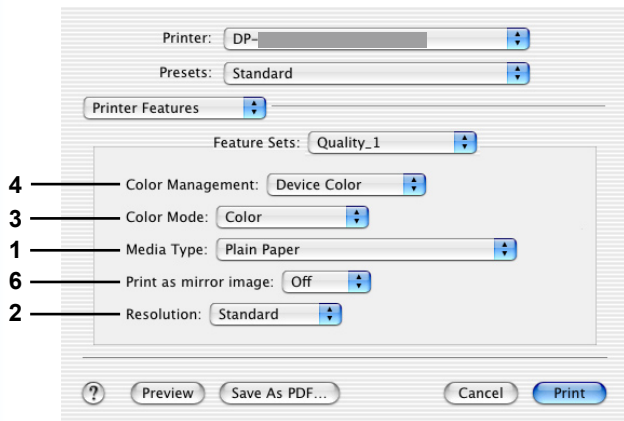 Printer: DP-
Presets: Standard
Printer Features
Feature Sets: Quality_1
4 Color Management: Device Color
3 Color Mode: Color
1 Media Type: Plain Paper
6 Print as mirror image: Off
2 Resolution: Standard
? Preview Save As PDF... Cancel Print